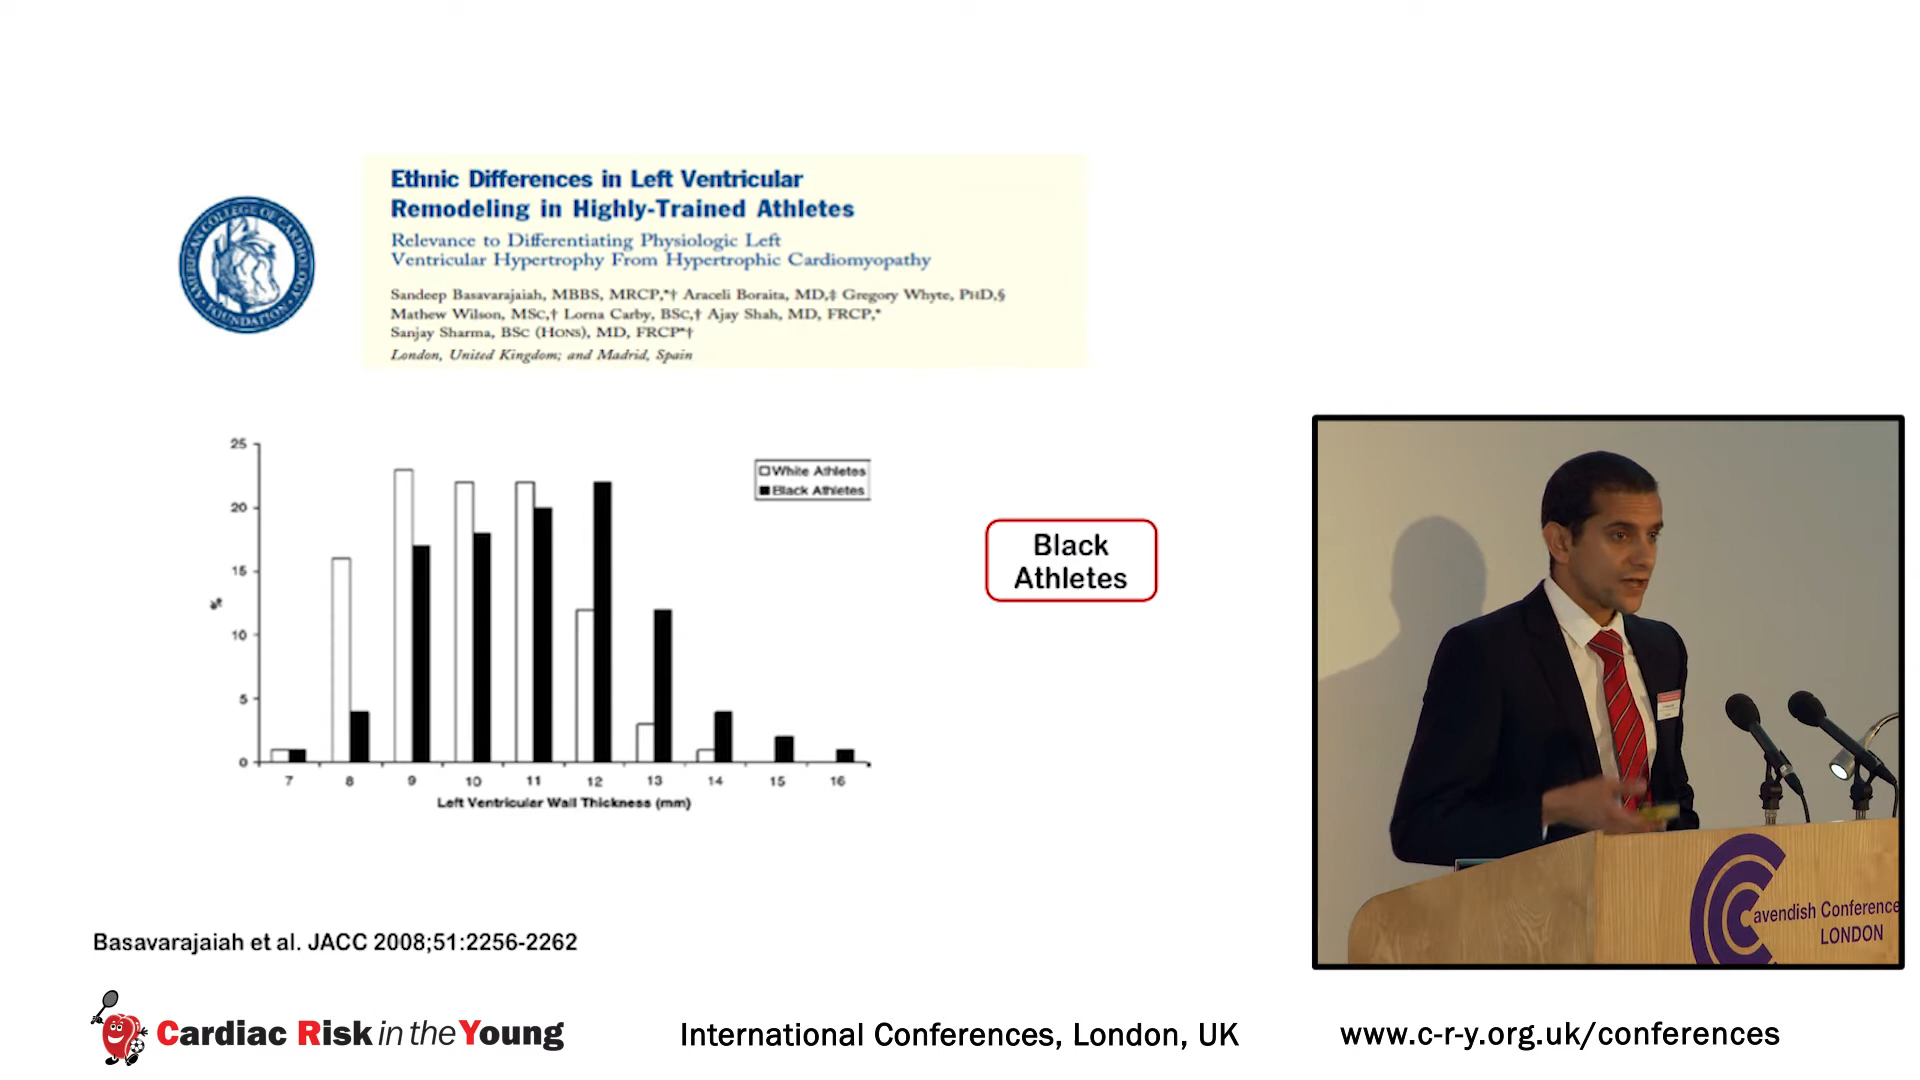 Ethnic Differences in Left Ventricular
Remodeling in Highly-Trained Athletes
Relevance to Differentiating Physiologic Left
Ventricular Hypertrophy From Hypertrophic Cardiomyopathy
Sandeep Basavarajaiah, MBBS, MRCP,*† Araceli Boraita, MD,‡ Gregory Whyte, PHD,§
Mathew Wilson, MSC,† Lorna Carby, BSC,† Ajay Shah, MD, FRCP,*
Sanjay Sharma, BSC (HONS), MD, FRCP*†
London, United Kingdom; and Madrid, Spain
AMERICAN COLLEGE OF CARDIOLOGY
FOUNDATION
25
20
15
10
5
0
%
White Athletes
Black Athletes
7 8 9 10 11 12 13 14 15 16
Left Ventricular Wall Thickness (mm)
Black
Athletes
avendish Conference
LONDON
Basavarajaiah et al. JACC 2008;51:2256-2262
Cardiac Risk in the Young
International Conferences, London, UK
www.c-r-y.org.uk/conferences